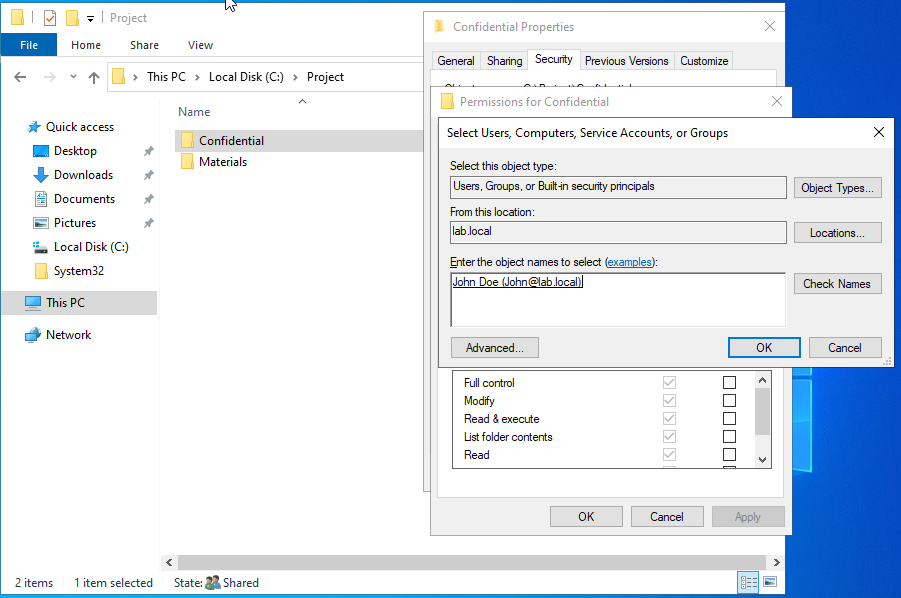 Project
File Home Share View
This PC Local Disk (C:) Project
Name
Quick access
Desktop
Downloads
Documents
Pictures
Local Disk (C:)
System32
This PC
Network
Confidential
Materials
2 items 1 item selected State: Shared
Confidential Properties
General Sharing Security Previous Versions Customize
Permissions for Confidential
Select Users, Computers, Service Accounts, or Groups
Select this object type:
Users, Groups, or Built-in security principals Object Types...
From this location:
lab.local Locations...
Enter the object names to select (examples):
John Doe (John@lab.local) Check Names
Advanced... OK Cancel
Full control
Modify
Read & execute
List folder contents
Read
OK Cancel Apply